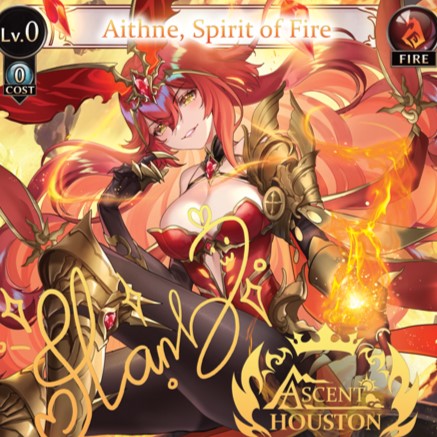 Lv.0
Aithne, Spirit of Fire
0
COST
FIRE
ASCENT
HOUSTON